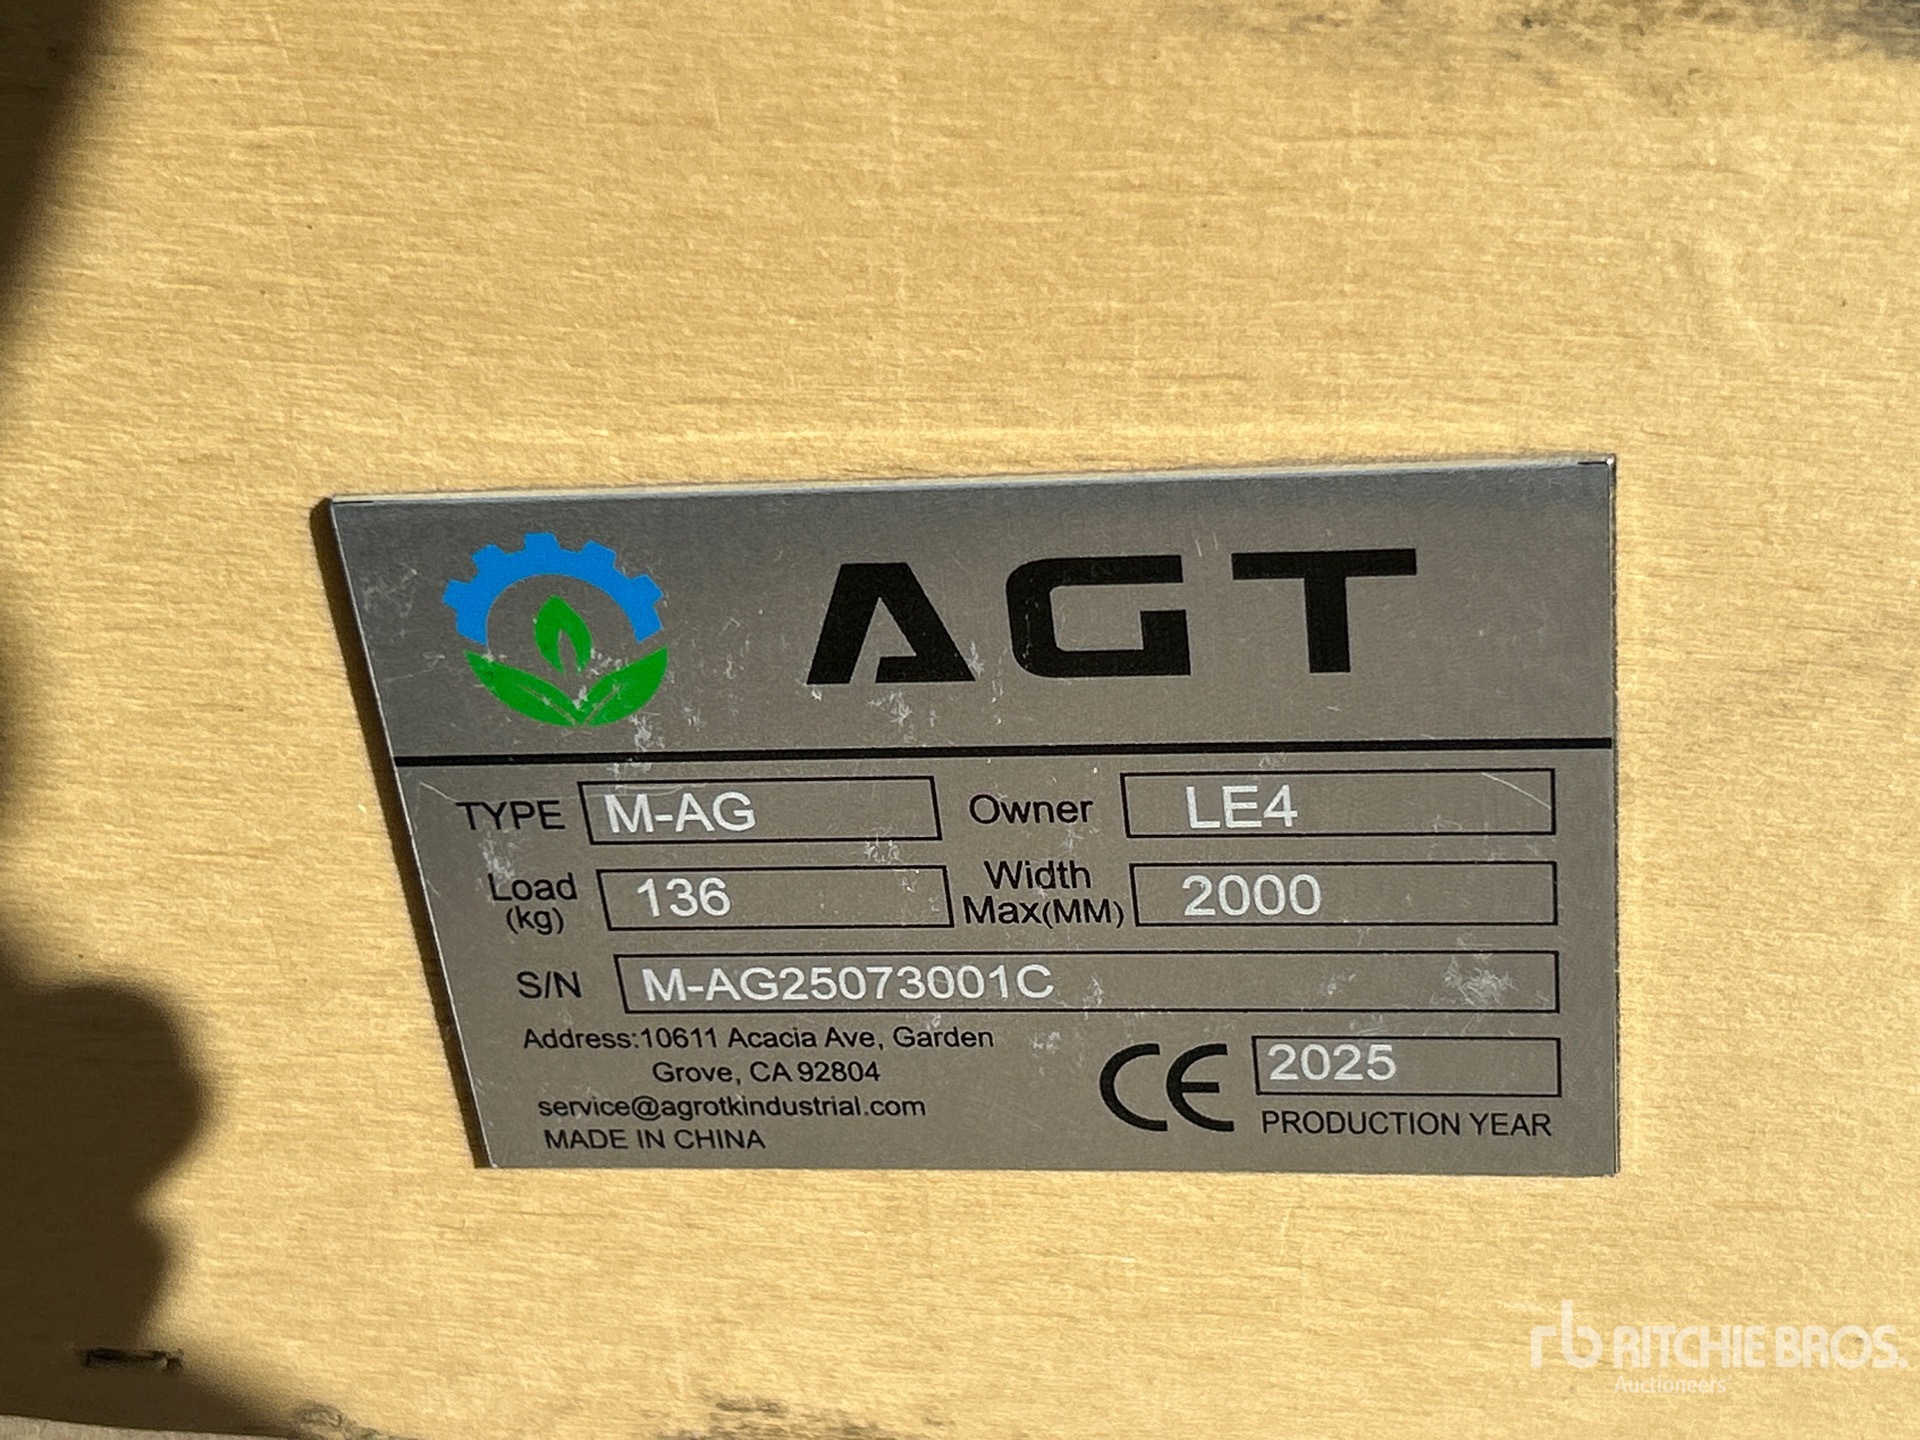 AGT
TYPE M-AG Owner LE4
Load (kg) 136 Width Max(MM) 2000
S/N M-AG25073001C
Address:10611 Acacia Ave, Garden
Grove, CA 92804
service@agrotkindustrial.com
MADE IN CHINA
CE 2025
PRODUCTION YEAR
rb RITCHIE BROS.
Auctioneers